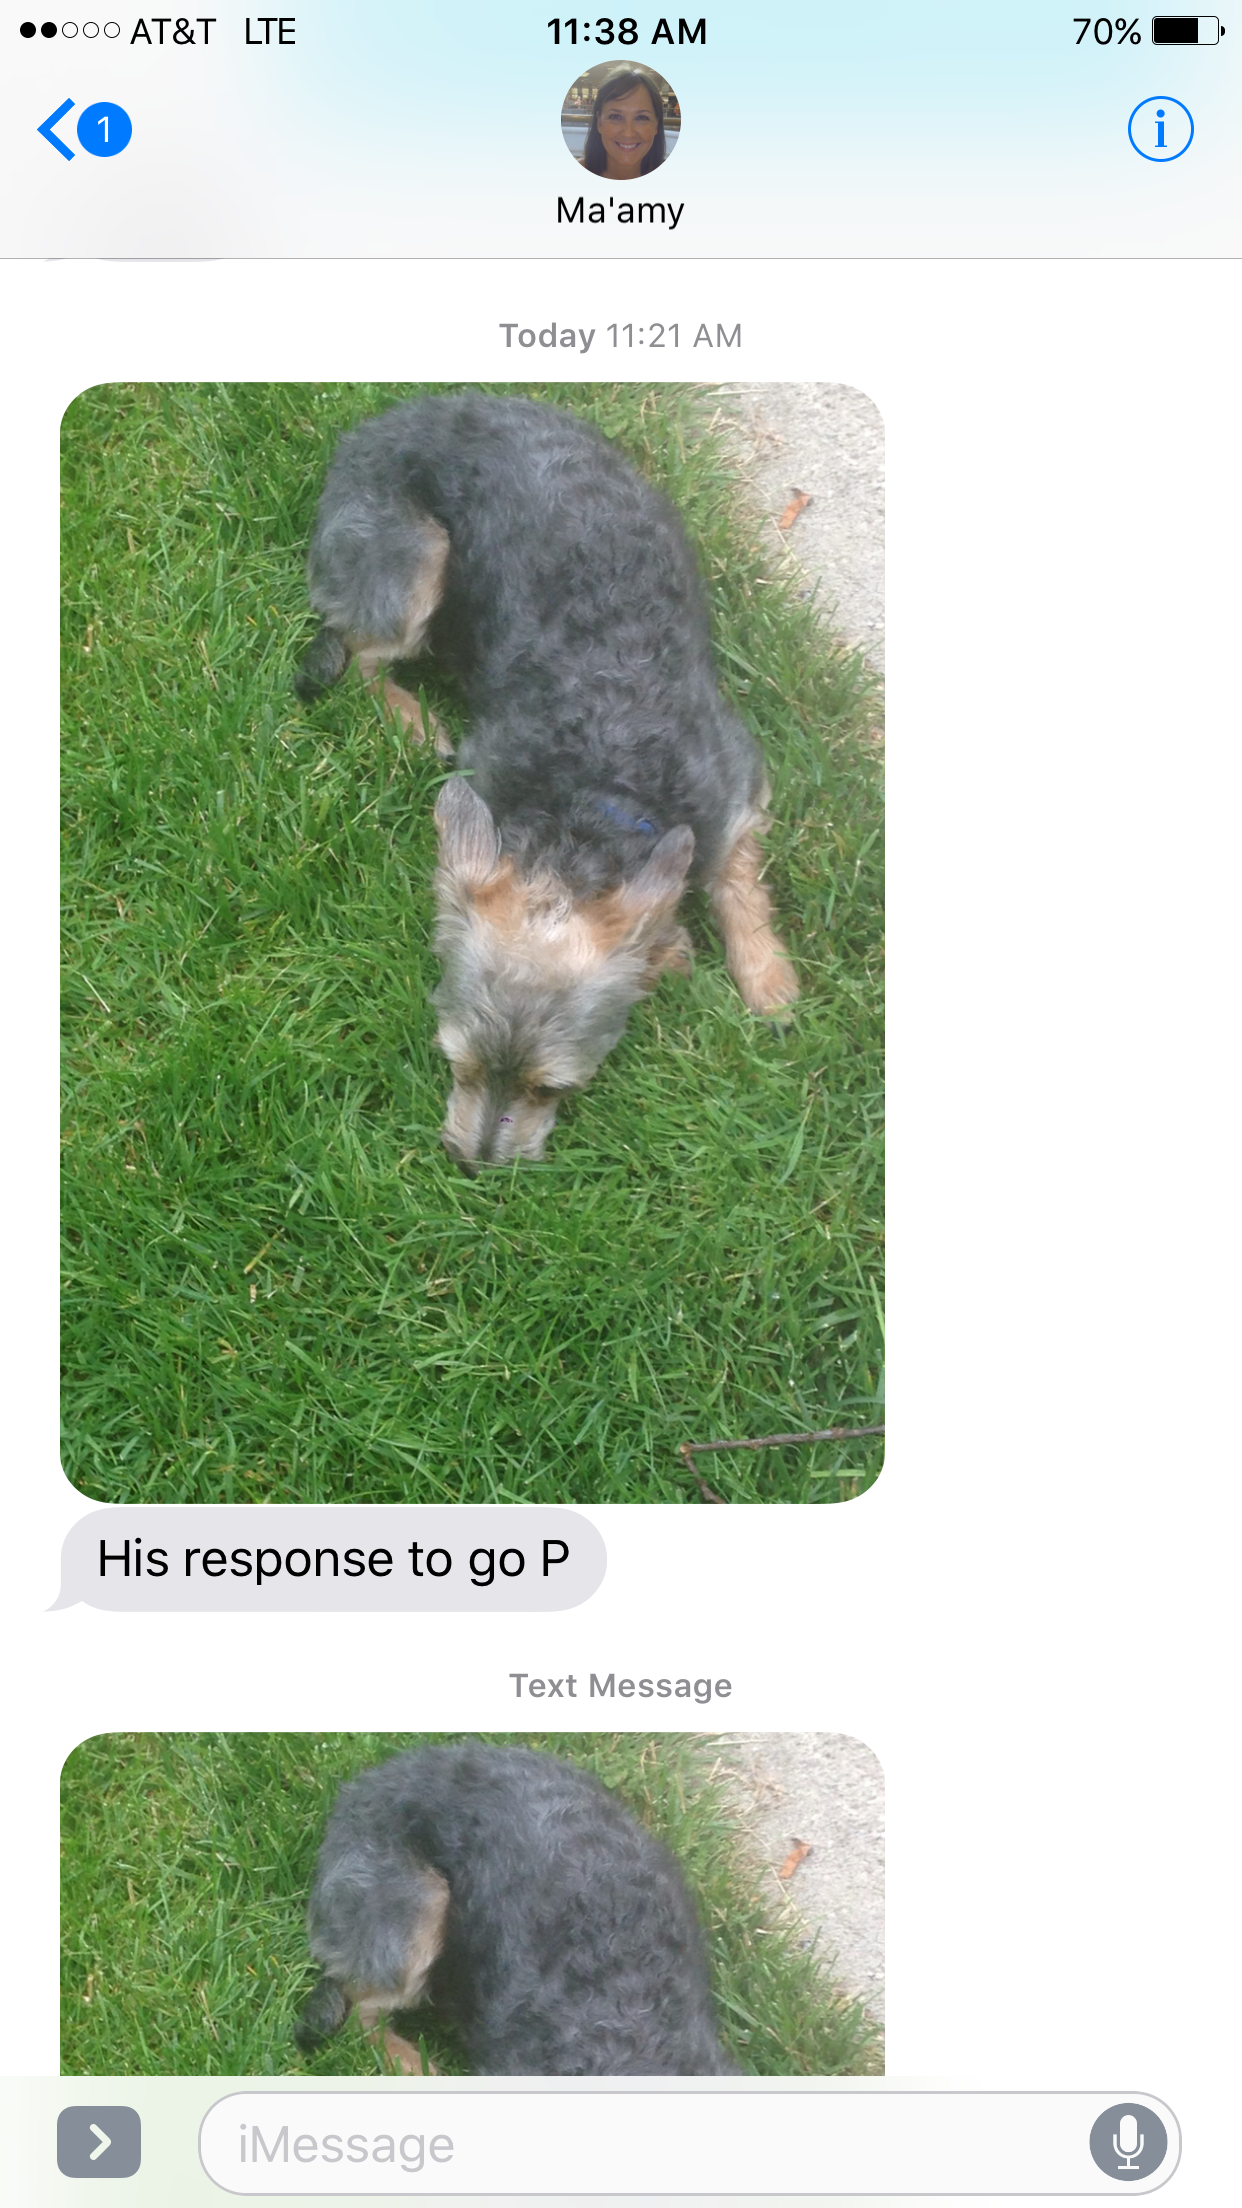 AT&T LTE 11:38 AM 70%
1
Ma'amy
Today 11:21 AM
His response to go P
Text Message
iMessage